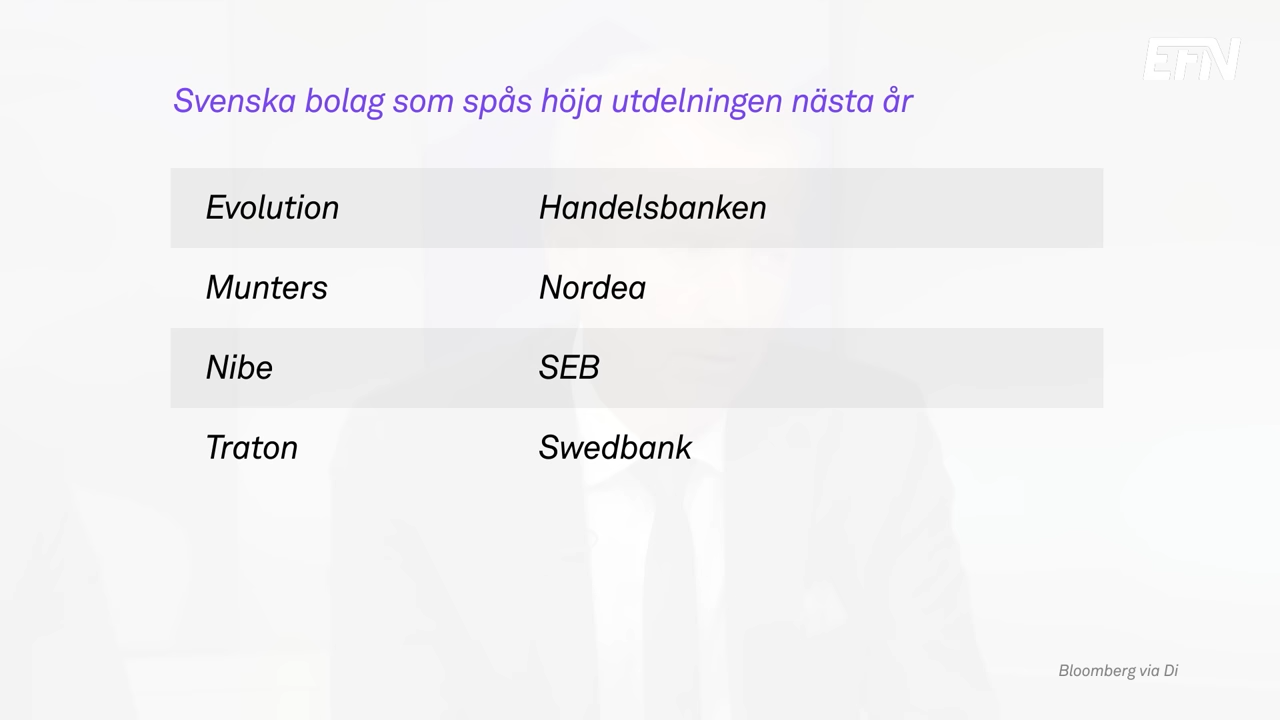 EFN
Svenska bolag som spås höja utdelningen nästa år
Evolution Handelsbanken
Munters Nordea
Nibe SEB
Traton Swedbank
Bloomberg via Di